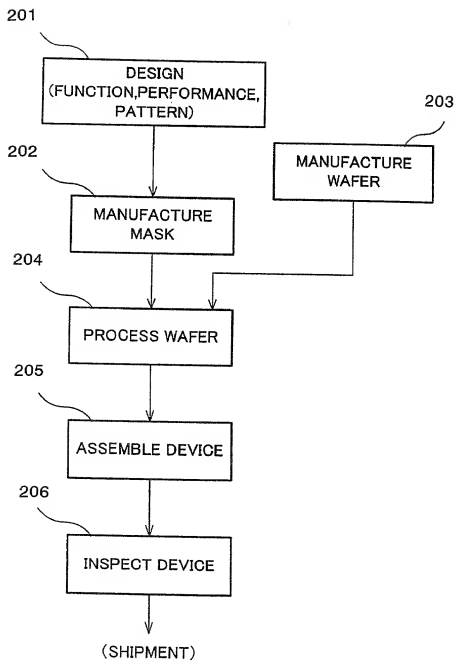 201
DESIGN
(FUNCTION,PERFORMANCE,
PATTERN)
203
MANUFACTURE
WAFER
202
MANUFACTURE
MASK
204
PROCESS WAFER
205
ASSEMBLE DEVICE
206
INSPECT DEVICE
(SHIPMENT)